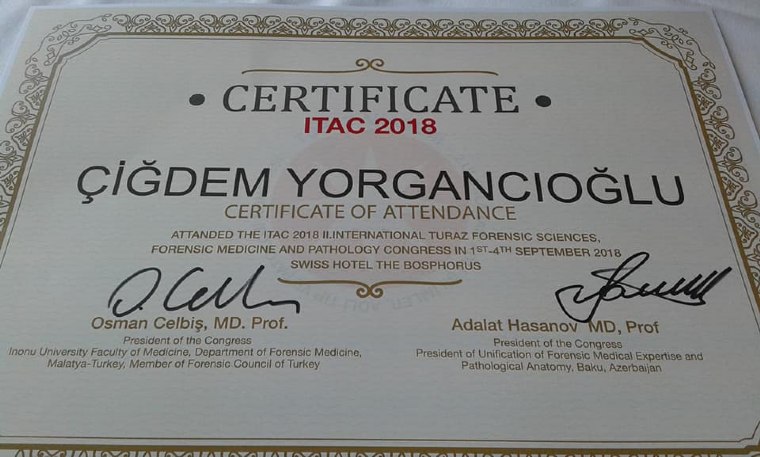 • CERTIFICATE •
ITAC 2018
ÇİĞDEM YORGANCIOĞLU
CERTIFICATE OF ATTENDANCE
ATTANDED THE ITAC 2018 II.INTERNATIONAL TURAZ FORENSIC SCIENCES,
FORENSIC MEDICINE AND PATHOLOGY CONGRESS IN 1ST-4TH SEPTEMBER 2018
SWISS HOTEL THE BOSPHORUS
Osman Celbiş, MD. Prof.
President of the Congress
Inonu University Faculty of Medicine, Department of Forensic Medicine,
Malatya-Turkey, Member of Forensic Council of Turkey
Adalat Hasanov MD, Prof
President of the Congress
President of Unification of Forensic Medical Expertise and
Pathological Anatomy, Baku, Azerbaijan